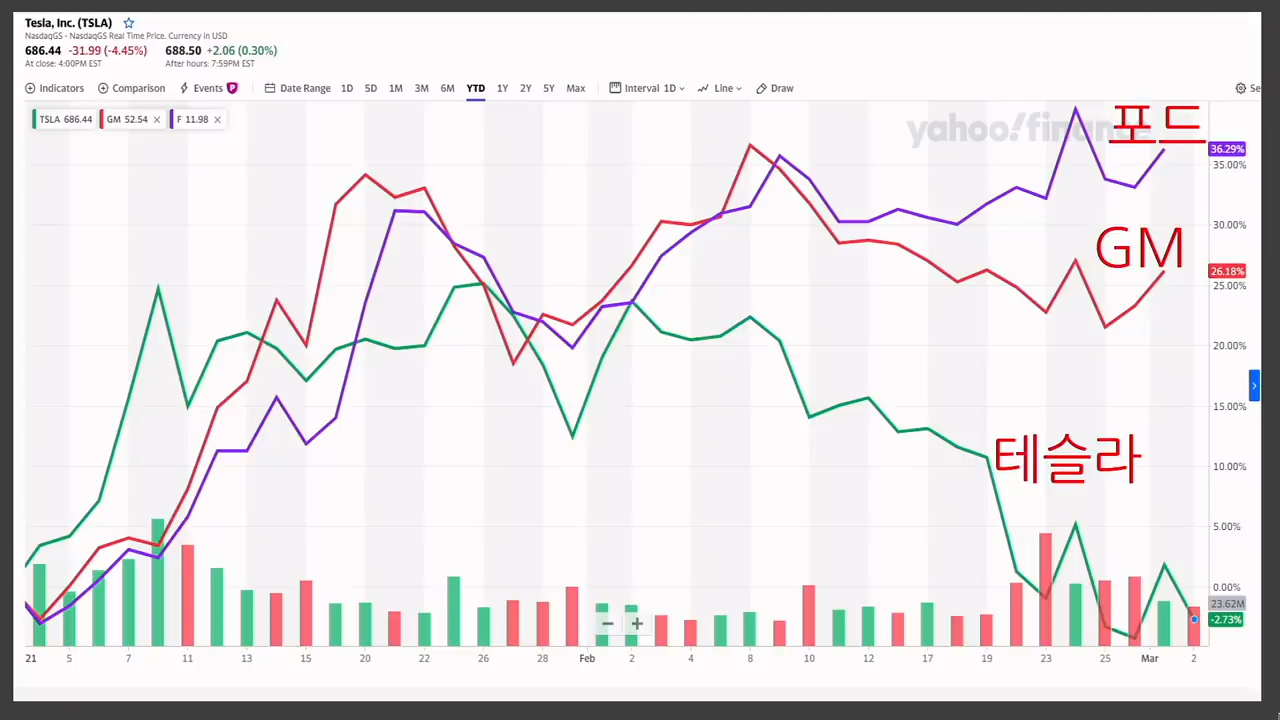 Tesla, Inc. (TSLA)
NasdaqGS - NasdaqGS Real Time Price. Currency in USD
686.44 -31.99 (-4.45%) 688.50 +2.06 (0.30%)
At close: 4:00PM EST After hours: 7:59PM EST
Indicators Comparison Events P Date Range 1D 5D 1M 3M 6M YTD 1Y 2Y 5Y Max Interval 1D Line Draw Se
TSLA 686.44 GM 52.54 F 11.98
yahoo!finance
포드
36.29%
35.00%
30.00%
GM
26.18%
25.00%
20.00%
15.00%
테슬라
10.00%
5.00%
0.00%
23.62M
-2.73%
21 5 7 11 13 15 20 22 26 28 Feb 2 4 8 10 12 17 19 23 25 Mar 2